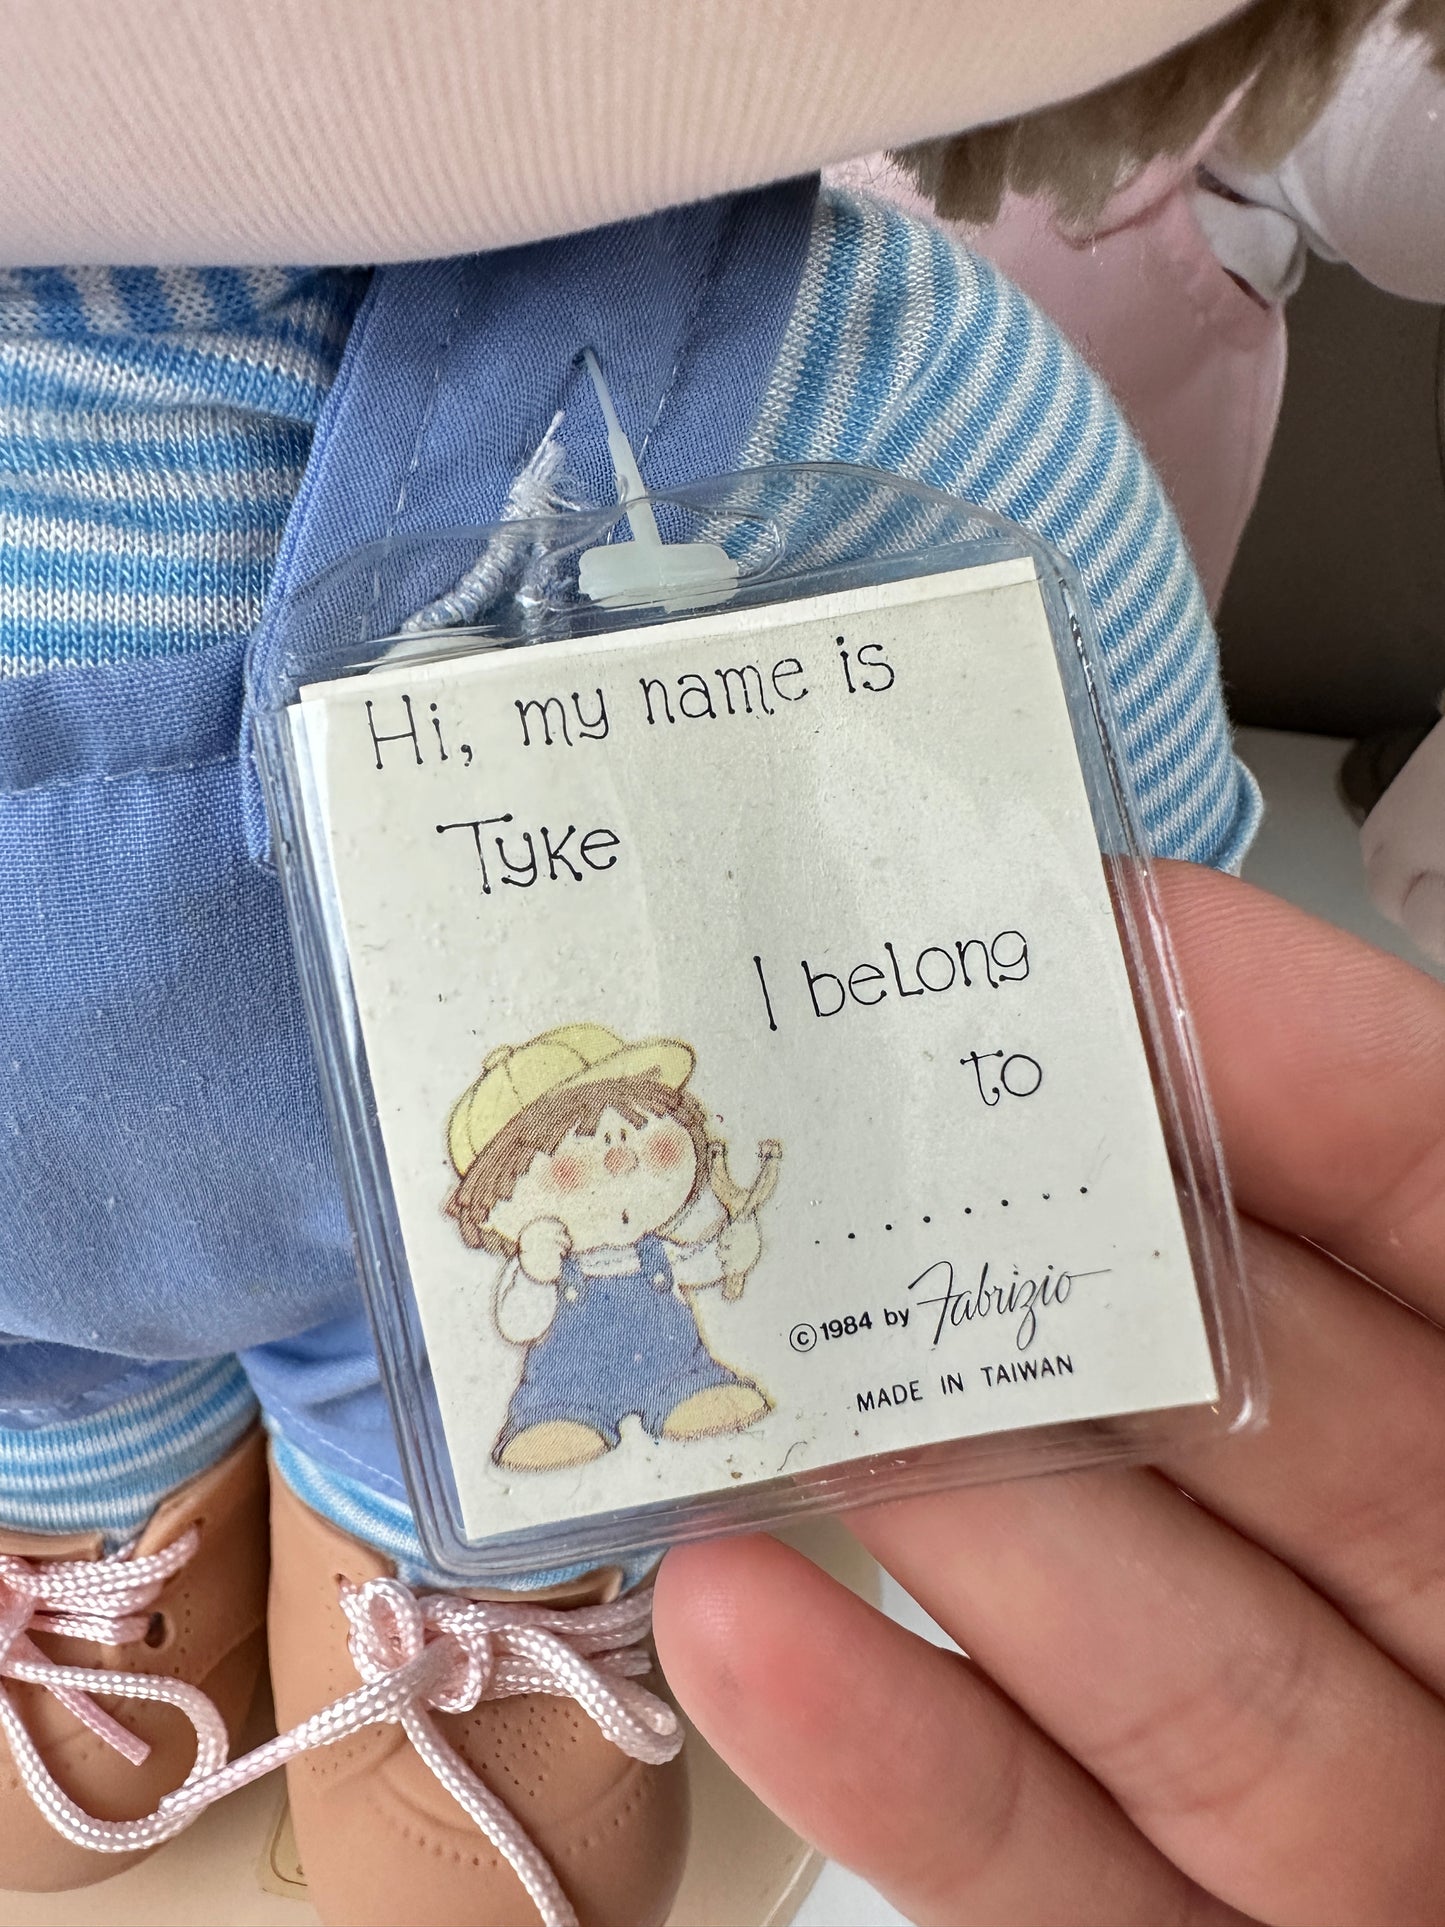 Hi, my name is
Tyke
I belong
to
........
©1984 by Fabrizio
MADE IN TAIWAN